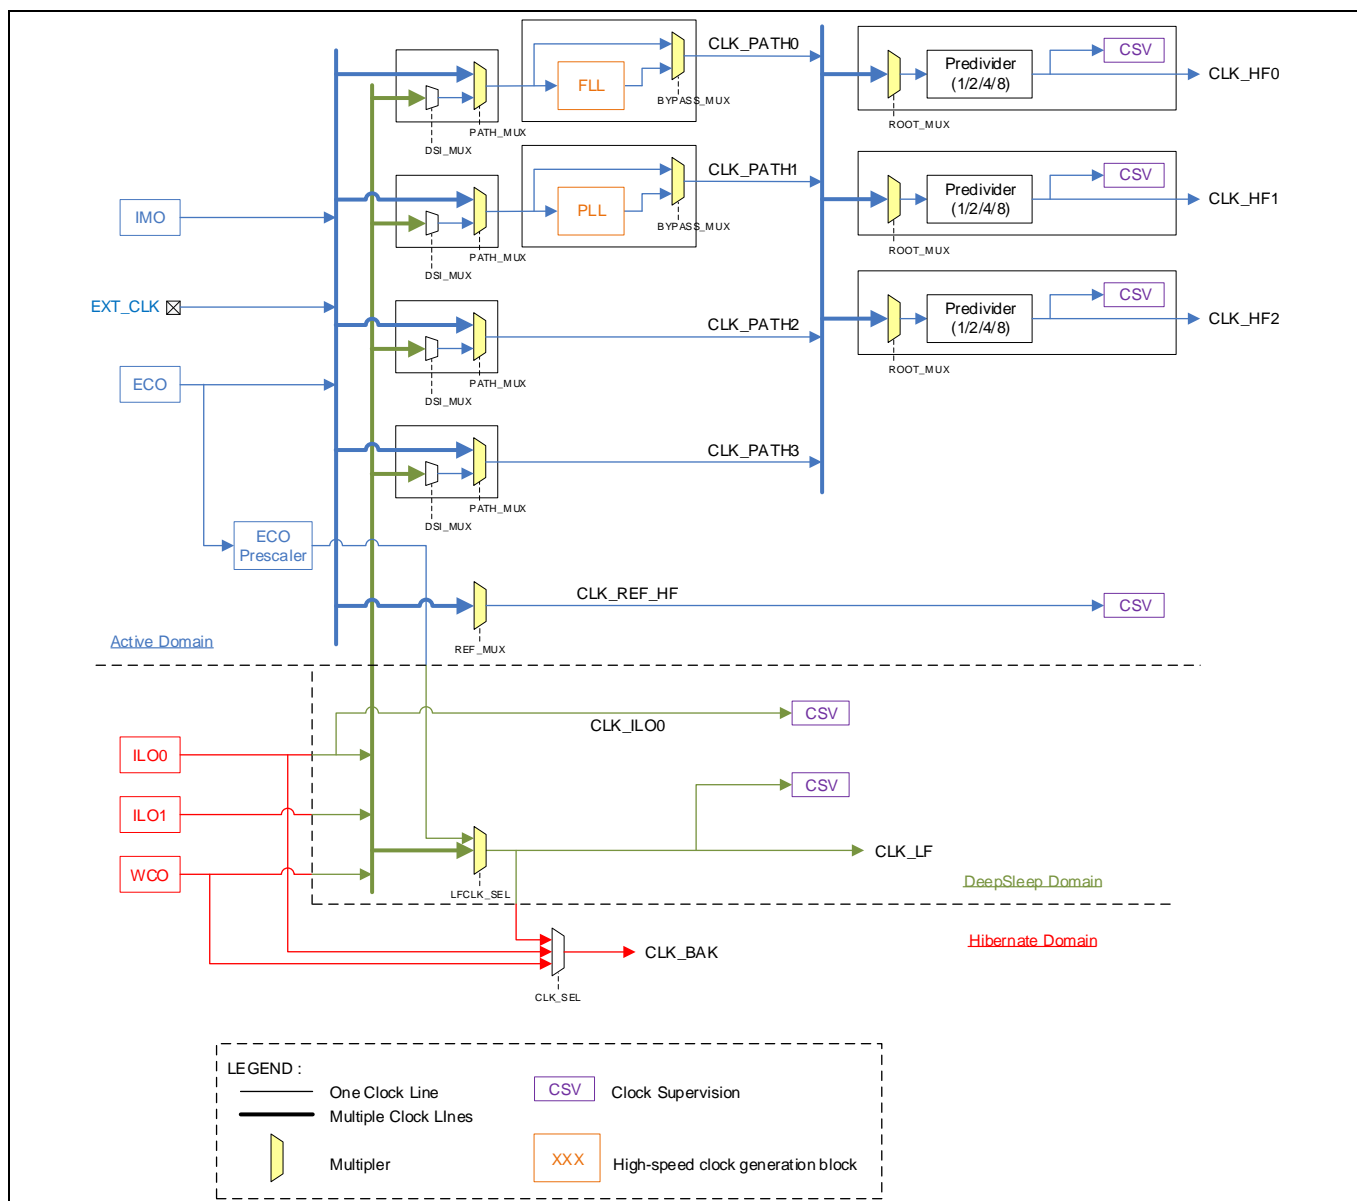 CLK_PATH0
CSV
Predivider
(1/2/4/8)
CLK_HF0
FLL
BYPASS_MUX
ROOT_MUX
PATH_MUX
DSI_MUX
CLK_PATH1
CSV
Predivider
(1/2/4/8)
CLK_HF1
PLL
IMO
BYPASS_MUX
ROOT_MUX
PATH_MUX
DSI_MUX
EXT_CLK
CSV
Predivider
(1/2/4/8)
CLK_HF2
CLK_PATH2
ROOT_MUX
ECO
PATH_MUX
DSI_MUX
CLK_PATH3
PATH_MUX
DSI_MUX
ECO
Prescaler
CLK_REF_HF
CSV
Active Domain
REF_MUX
CSV
CLK_ILO0
ILO0
CSV
ILO1
CLK_LF
WCO
LFCLK_SEL
DeepSleep Domain
Hibernate Domain
CLK_BAK
CLK_SEL
LEGEND :
One Clock Line
CSV
Clock Supervision
Multiple Clock LInes
Multipler
XXX
High-speed clock generation block